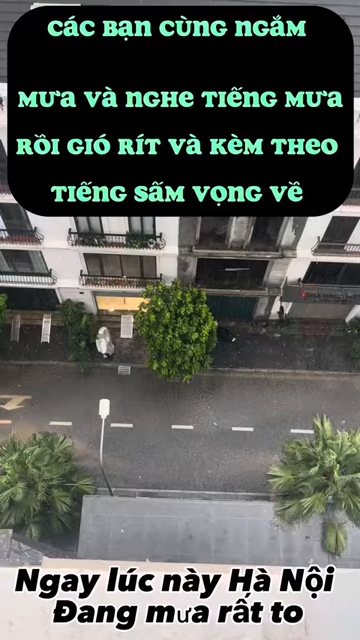 Các bạn cùng ngắm
mưa và nghe tiếng mưa
rồi gió rít và kèm theo
tiếng sấm vọng về
Ngay lúc này Hà Nội
Đang mưa rất to